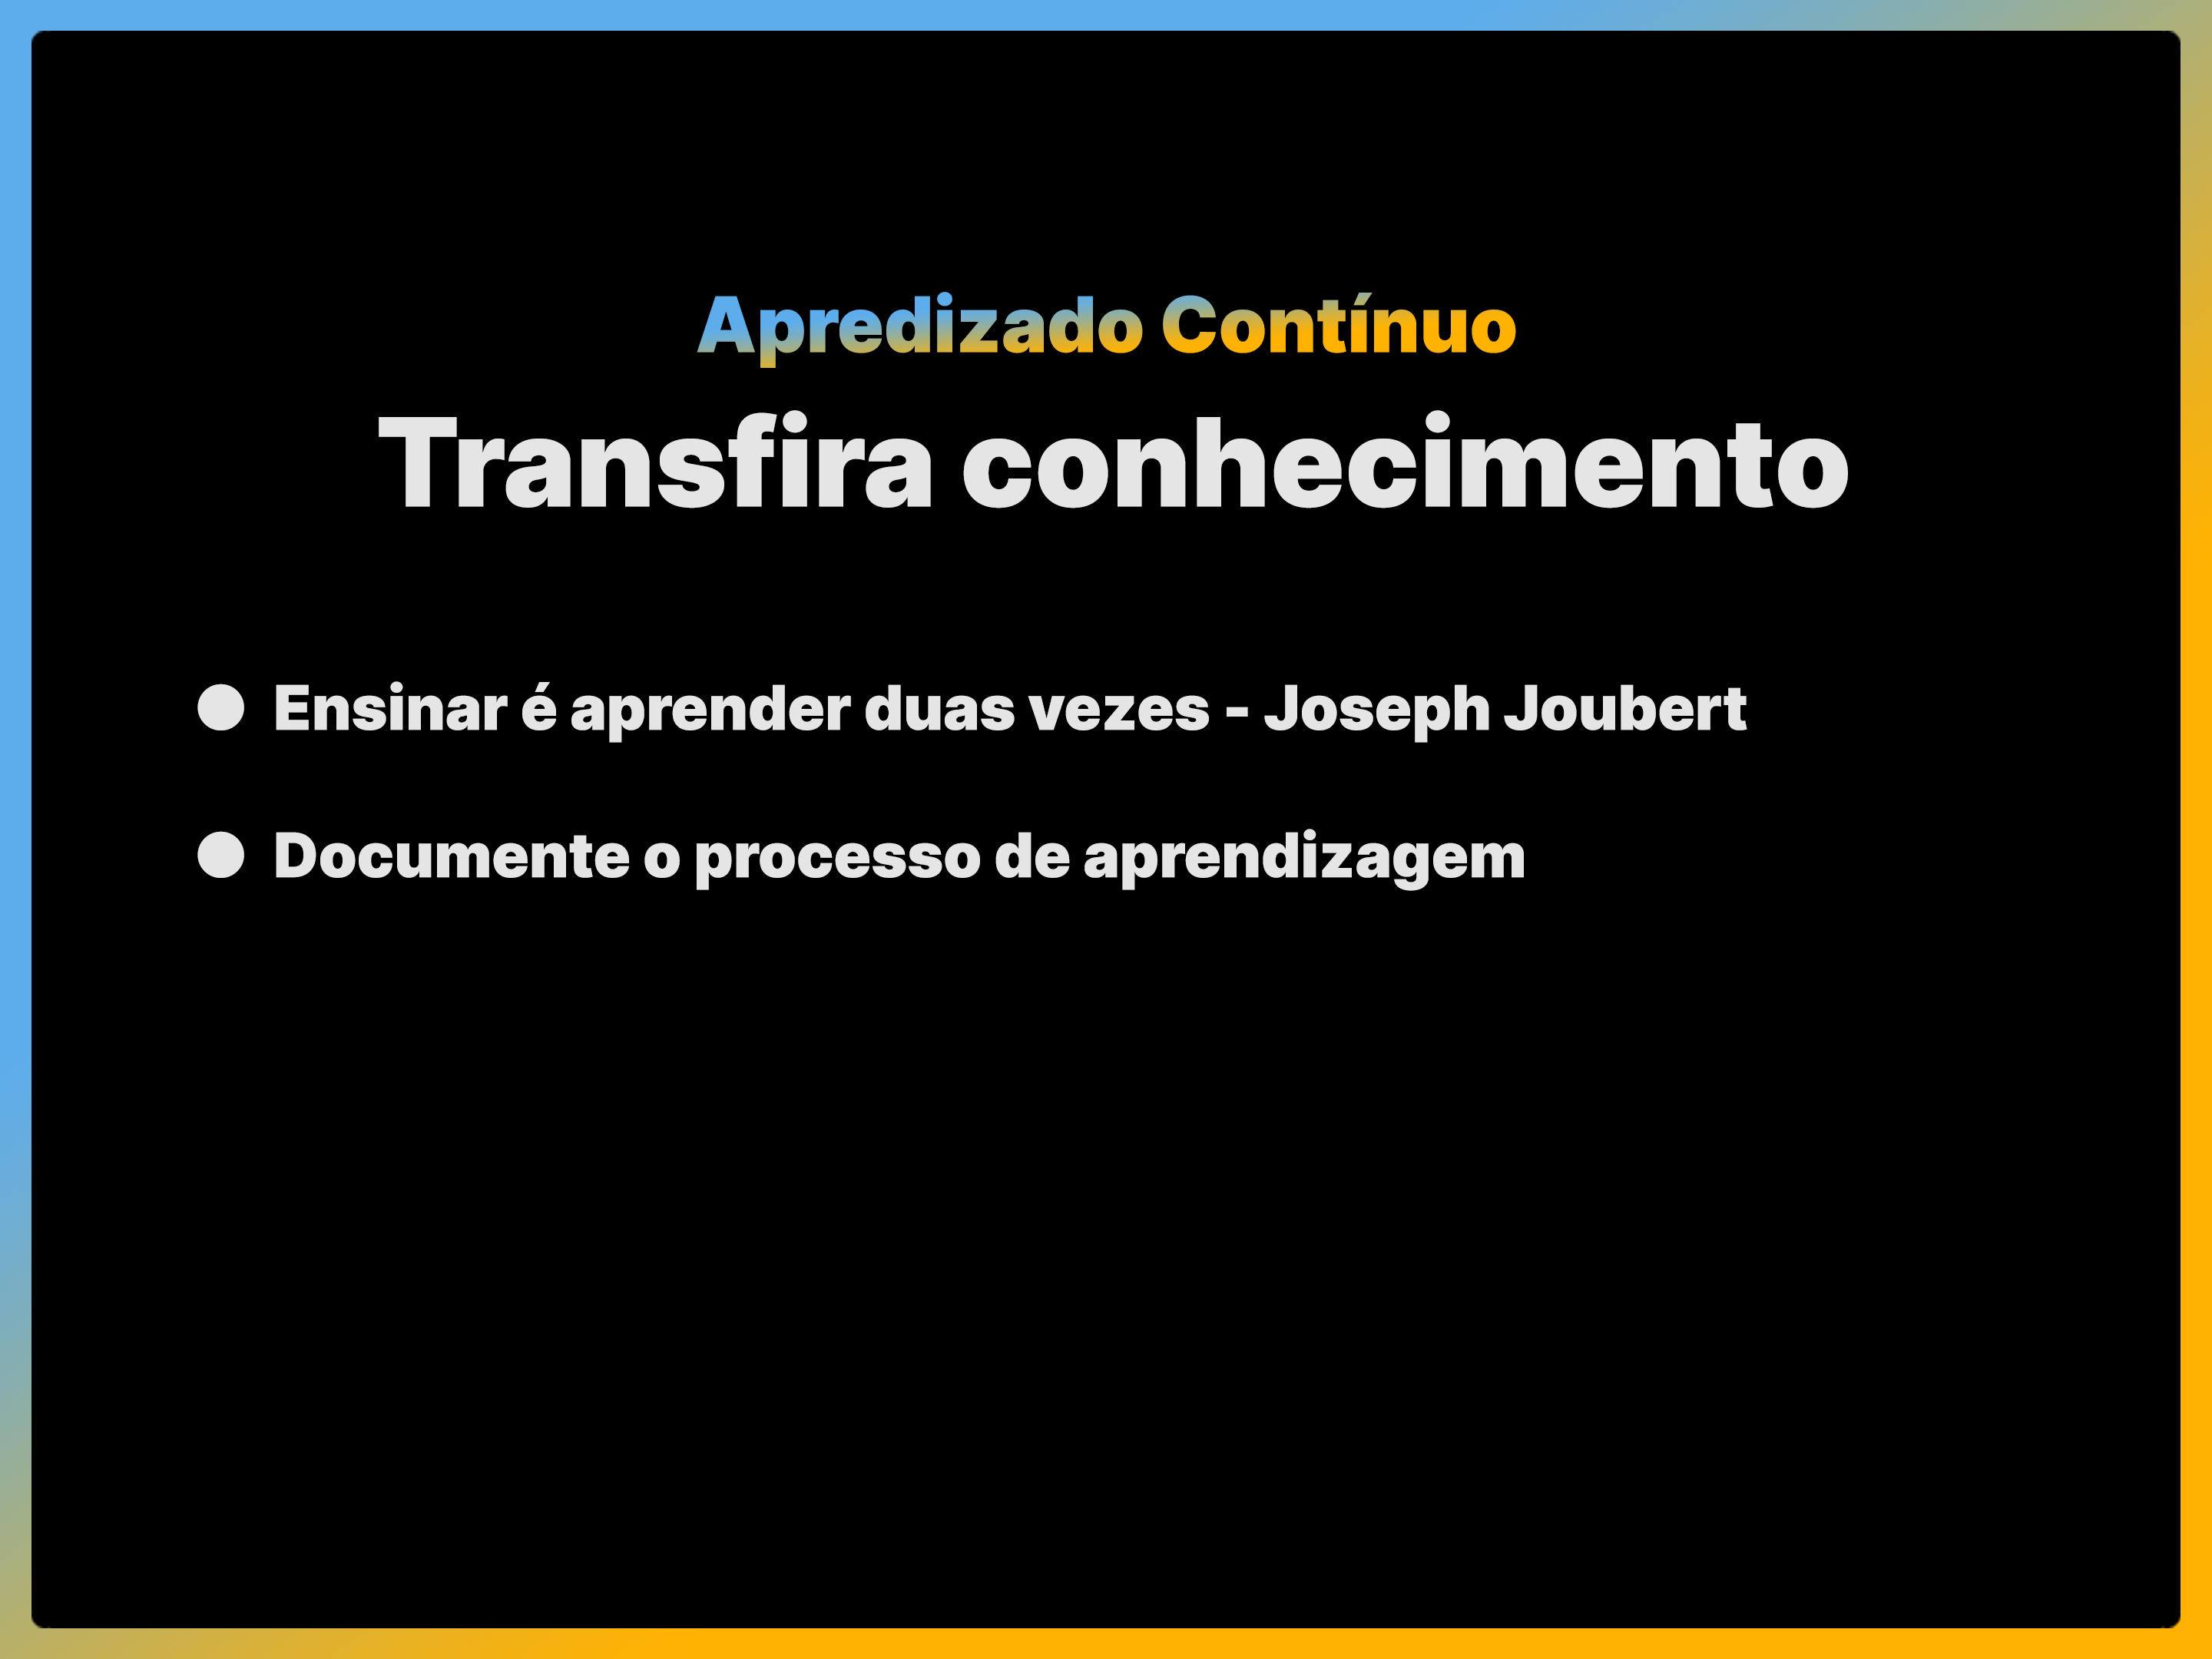 Apredizado Contínuo
Transfira conhecimento
● Ensinar é aprender duas vezes - Joseph Joubert
● Documente o processo de aprendizagem